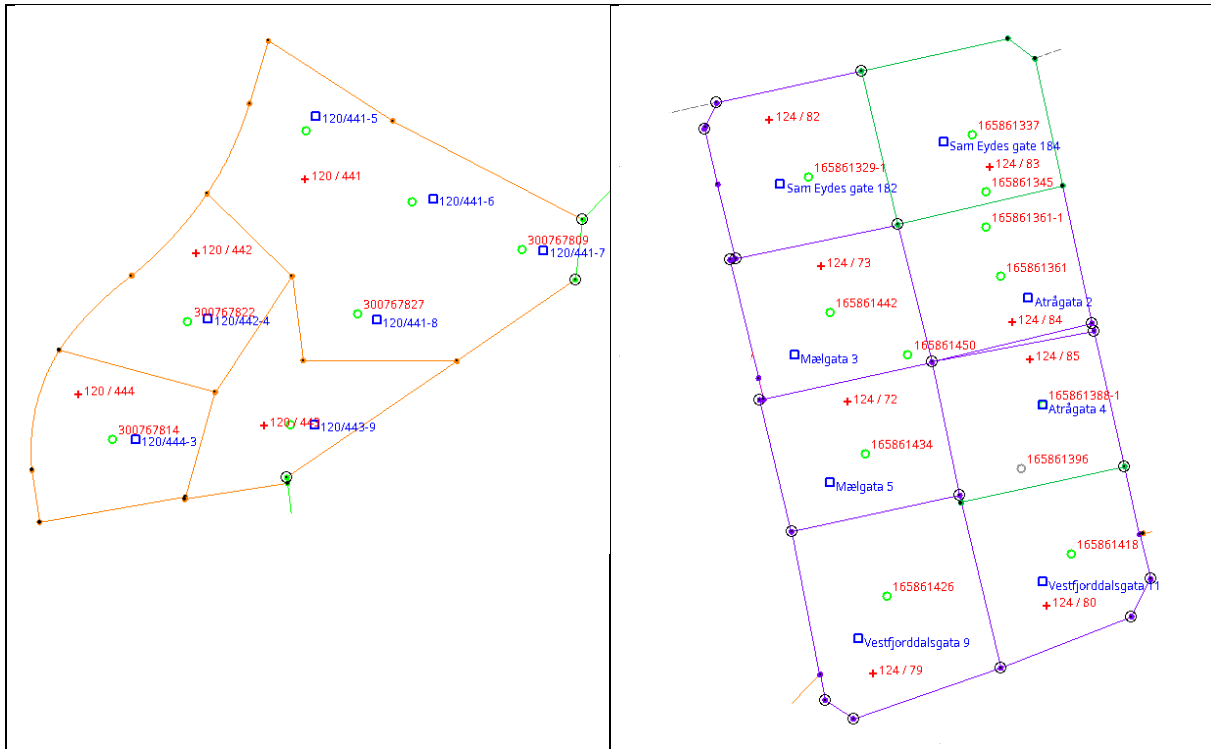 120/441-5
120 / 441
120/441-6
300767809
120/441-7
120 / 442
300767827
120/441-8
300767822
120/442-4
120 / 444
300767814
120/444-3
120 / 443
120/443-9
124 / 82
165861337
Sam Eydes gate 184
124 / 83
165861329-1
Sam Eydes gate 182
165861345
165861361-1
124 / 73
165861361
Atrågata 2
165861442
124 / 84
165861450
Mælgata 3
124 / 85
124 / 72
165861388-1
Atrågata 4
165861434
165861396
Mælgata 5
165861418
Vestfjorddalsgata 11
165861426
124 / 80
Vestfjorddalsgata 9
124 / 79